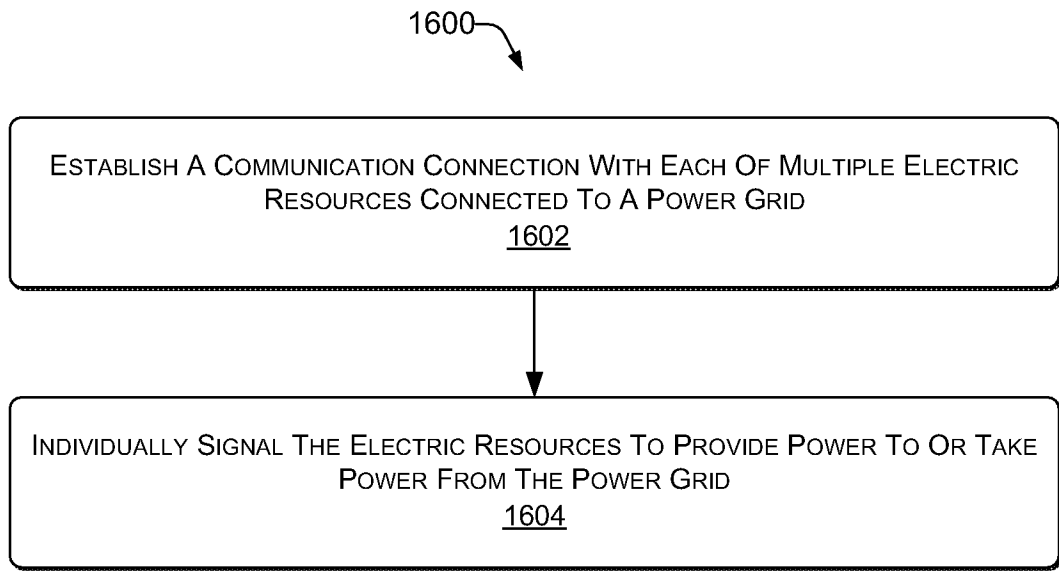 1600
ESTABLISH A COMMUNICATION CONNECTION WITH EACH OF MULTIPLE ELECTRIC
RESOURCES CONNECTED TO A POWER GRID
1602
INDIVIDUALLY SIGNAL THE ELECTRIC RESOURCES TO PROVIDE POWER TO OR TAKE
POWER FROM THE POWER GRID
1604